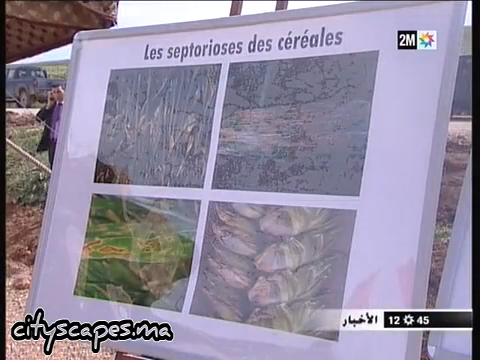 Les septorioses des céréales
2M
الأخبار 12 45
cityscapes.ma